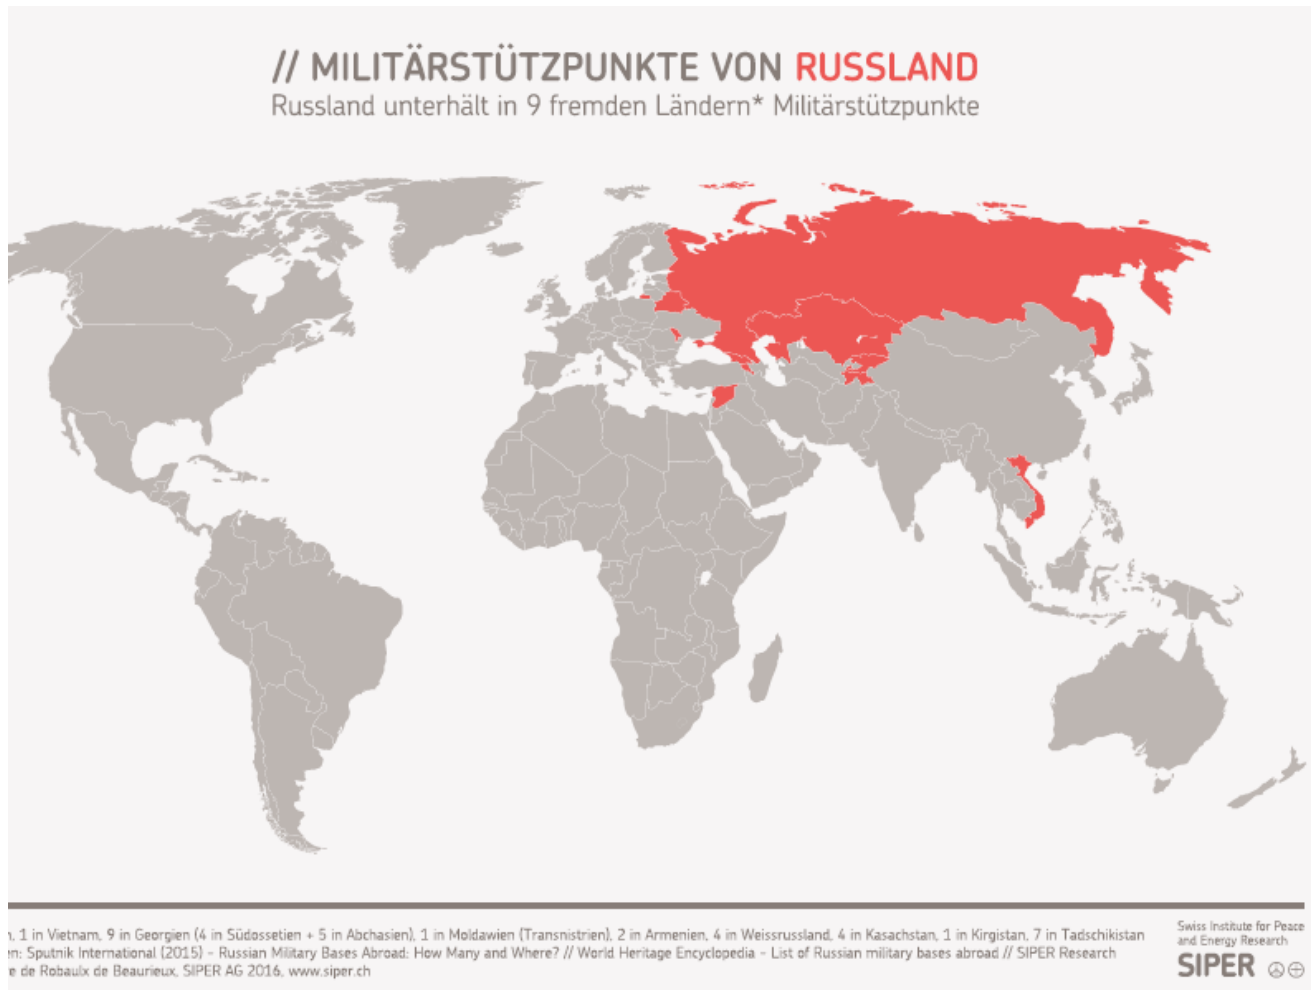 // MILITÄRSTÜTZPUNKTE VON RUSSLAND
Russland unterhält in 9 fremden Ländern* Militärstützpunkte
1 in Vietnam, 9 in Georgien (4 in Südossetien + 5 in Abchasien), 1 in Moldawien (Transnistrien), 2 in Armenien, 4 in Weissrussland, 4 in Kasachstan, 1 in Kirgistan, 7 in Tadschikistan
Sputnik International (2015) – Russian Military Bases Abroad: How Many and Where? // World Heritage Encyclopedia – List of Russian military bases abroad // SIPER Research
de Robaulx de Beaurieux, SIPER AG 2016, www.siper.ch
Swiss Institute for Peace
and Energy Research
SIPER